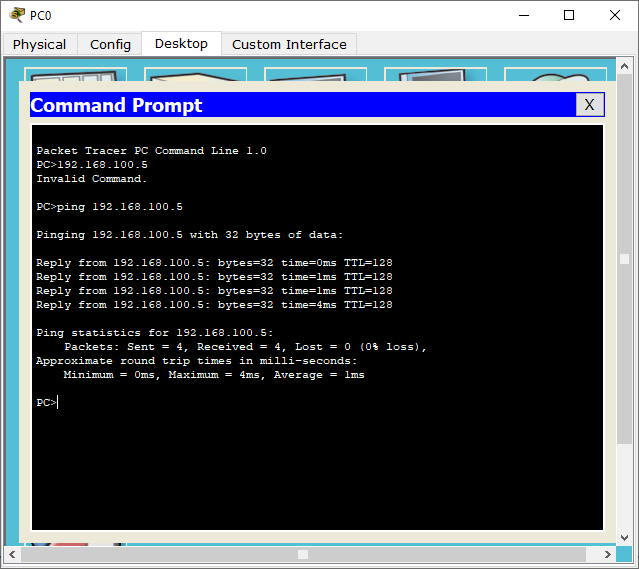 PC0
Physical Config Desktop Custom Interface
Command Prompt X
Packet Tracer PC Command Line 1.0
PC>192.168.100.5
Invalid Command.
PC>ping 192.168.100.5
Pinging 192.168.100.5 with 32 bytes of data:
Reply from 192.168.100.5: bytes=32 time=0ms TTL=128
Reply from 192.168.100.5: bytes=32 time=1ms TTL=128
Reply from 192.168.100.5: bytes=32 time=1ms TTL=128
Reply from 192.168.100.5: bytes=32 time=4ms TTL=128
Ping statistics for 192.168.100.5:
Packets: Sent = 4, Received = 4, Lost = 0 (0% loss),
Approximate round trip times in milli-seconds:
Minimum = 0ms, Maximum = 4ms, Average = 1ms
PC>